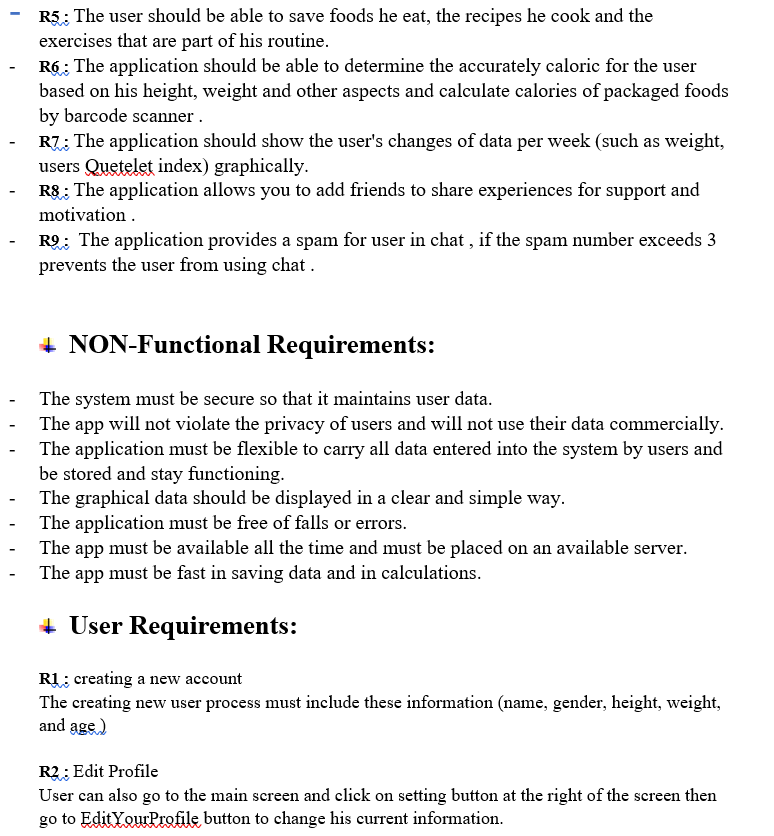 - R5 : The user should be able to save foods he eat, the recipes he cook and the
exercises that are part of his routine.
- R6 : The application should be able to determine the accurately caloric for the user
based on his height, weight and other aspects and calculate calories of packaged foods
by barcode scanner .
- R7 : The application should show the user's changes of data per week (such as weight,
users Quetelet index) graphically.
- R8 : The application allows you to add friends to share experiences for support and
motivation .
- R9 : The application provides a spam for user in chat , if the spam number exceeds 3
prevents the user from using chat .
NON-Functional Requirements:
- The system must be secure so that it maintains user data.
- The app will not violate the privacy of users and will not use their data commercially.
- The application must be flexible to carry all data entered into the system by users and
be stored and stay functioning.
- The graphical data should be displayed in a clear and simple way.
- The application must be free of falls or errors.
- The app must be available all the time and must be placed on an available server.
- The app must be fast in saving data and in calculations.
User Requirements:
R1 : creating a new account
The creating new user process must include these information (name, gender, height, weight,
and age )
R2 : Edit Profile
User can also go to the main screen and click on setting button at the right of the screen then
go to EditYourProfile button to change his current information.